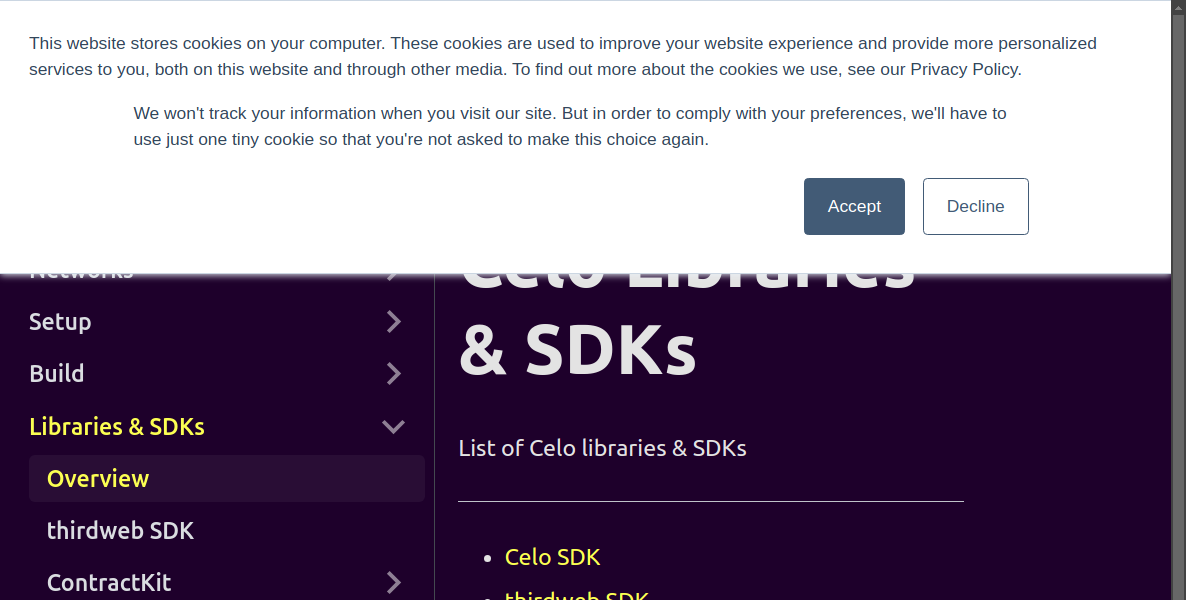 This website stores cookies on your computer. These cookies are used to improve your website experience and provide more personalized
services to you, both on this website and through other media. To find out more about the cookies we use, see our Privacy Policy.
We won't track your information when you visit our site. But in order to comply with your preferences, we'll have to
use just one tiny cookie so that you're not asked to make this choice again.
Accept
Decline
Networks
Setup
Build
Libraries & SDKs
Overview
thirdweb SDK
ContractKit
Celo Libraries
& SDKs
List of Celo libraries & SDKs
Celo SDK
thirdweb SDK